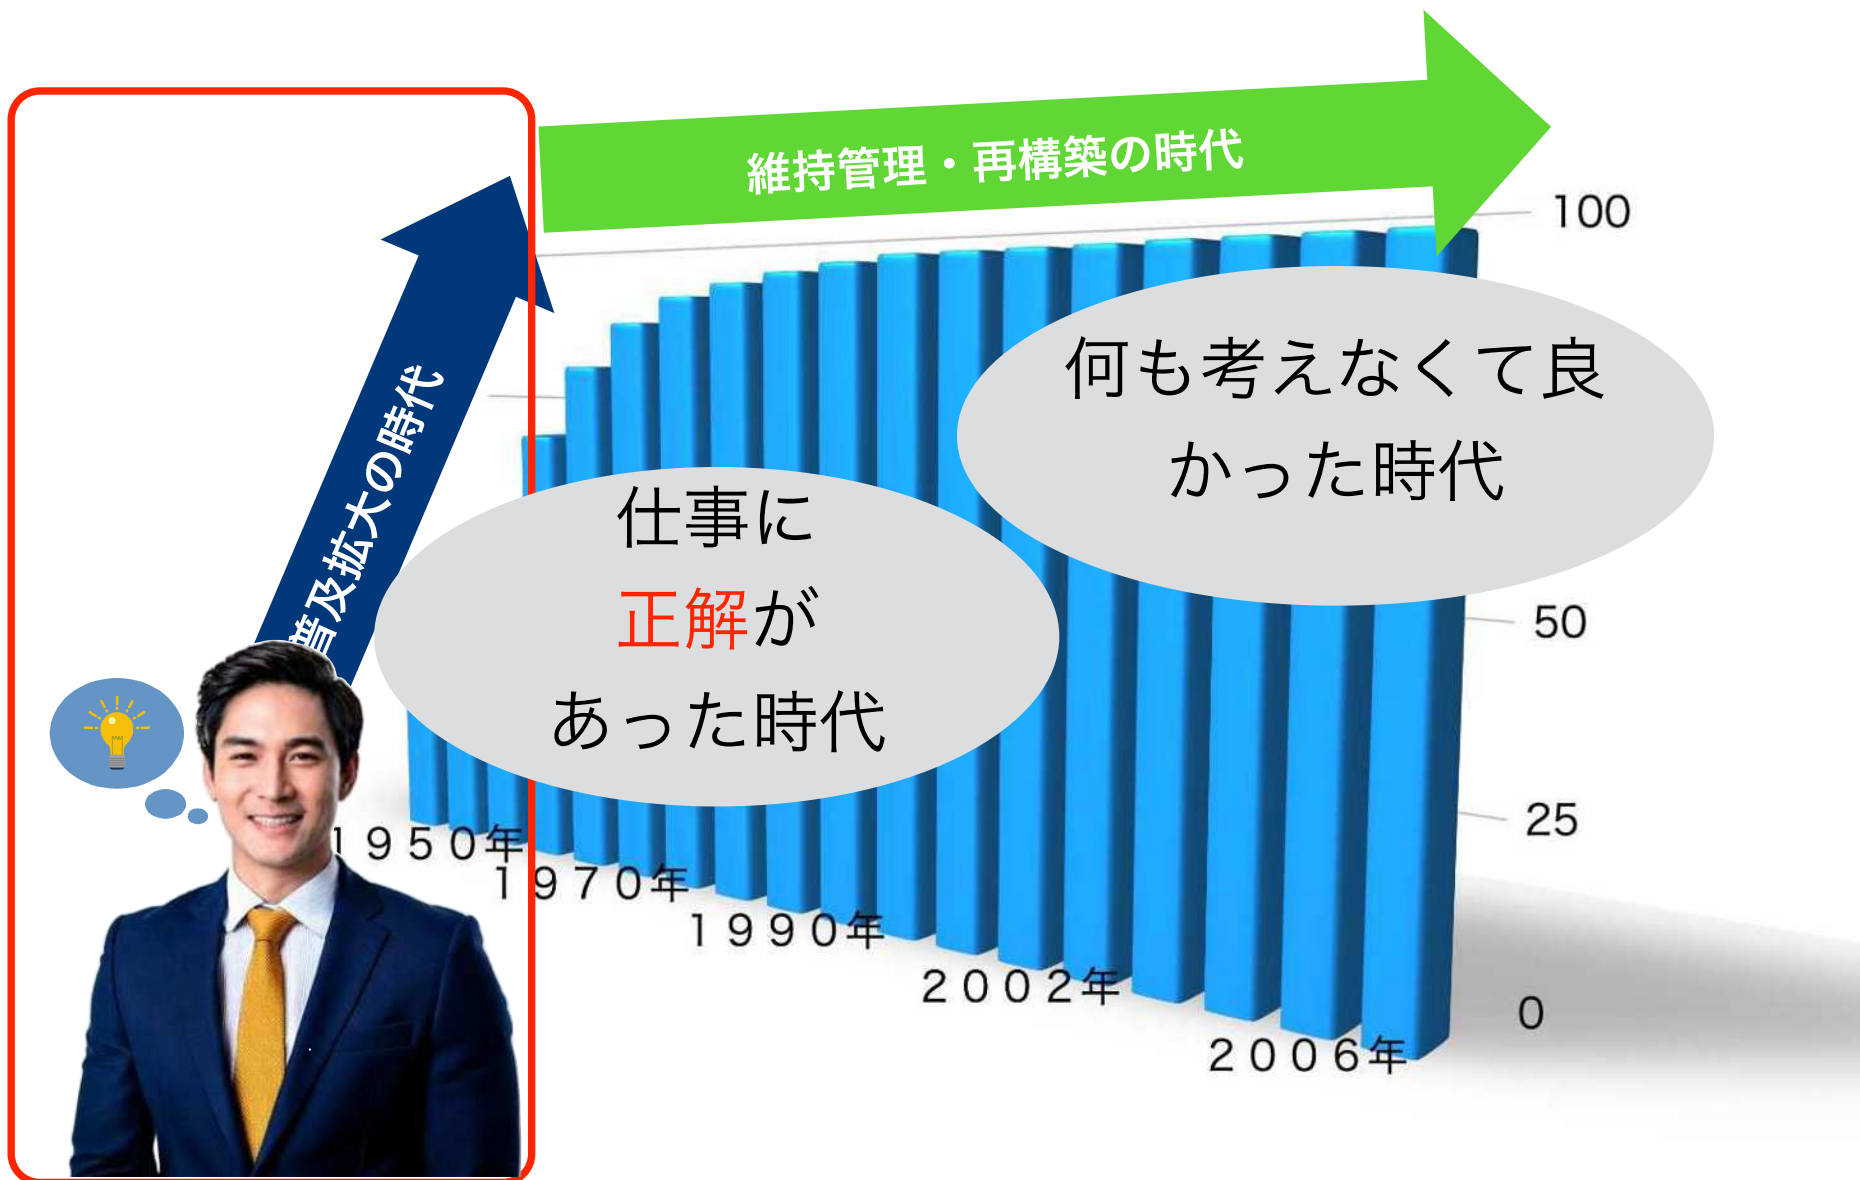 維持管理・再構築の時代
普及拡大の時代
何も考えなくて良
かった時代
仕事に
正解が
あった時代
100
50
25
0
１９５０年
１９７０年
１９９０年
２００２年
２００６年